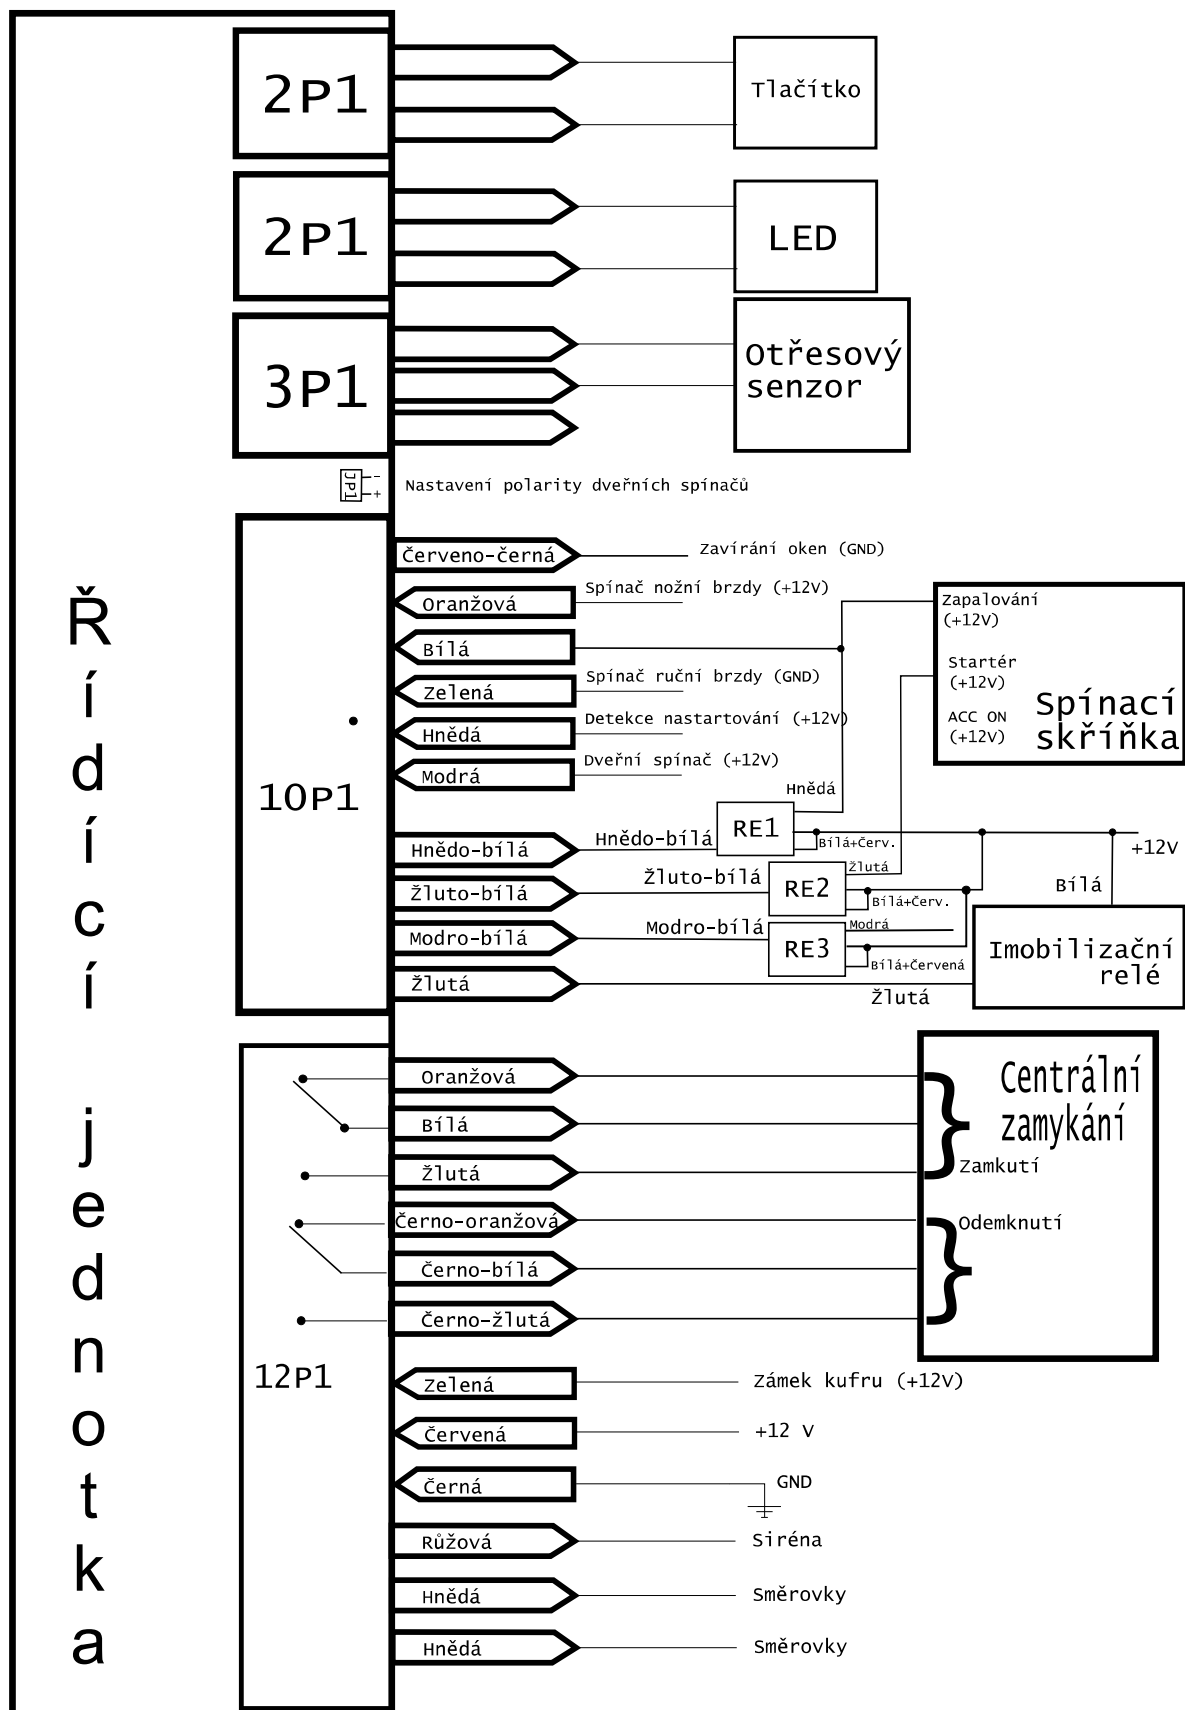 Řídící jednotka
2P1
Tlačítko
2P1
LED
3P1
Otřesový
senzor
JP1
-
+
Nastavení polarity dveřních spínačů
10P1
Červeno-černá
Zavírání oken (GND)
Oranžová
Spínač nožní brzdy (+12V)
Bílá
Zelená
Spínač ruční brzdy (GND)
Hnědá
Detekce nastartování (+12V)
Modrá
Dveřní spínač (+12V)
Zapalování
(+12V)
Startér
(+12V)
ACC ON
(+12V)
Spínací
skříňka
Hnědo-bílá
Hnědo-bílá
RE1
Hnědá
Bílá+Červ.
+12V
Žluto-bílá
Žluto-bílá
RE2
Žlutá
Bílá+Červ.
Bílá
Modro-bílá
Modro-bílá
RE3
Modrá
Bílá+Červená
Žlutá
Žlutá
Imobilizační
relé
12P1
Oranžová
Bílá
Žlutá
Černo-oranžová
Černo-bílá
Černo-žlutá
Centrální
zamykání
Zamkutí
Odemknutí
Zelená
Zámek kufru (+12V)
Červená
+12 V
Černá
GND
Růžová
Siréna
Hnědá
Směrovky
Hnědá
Směrovky